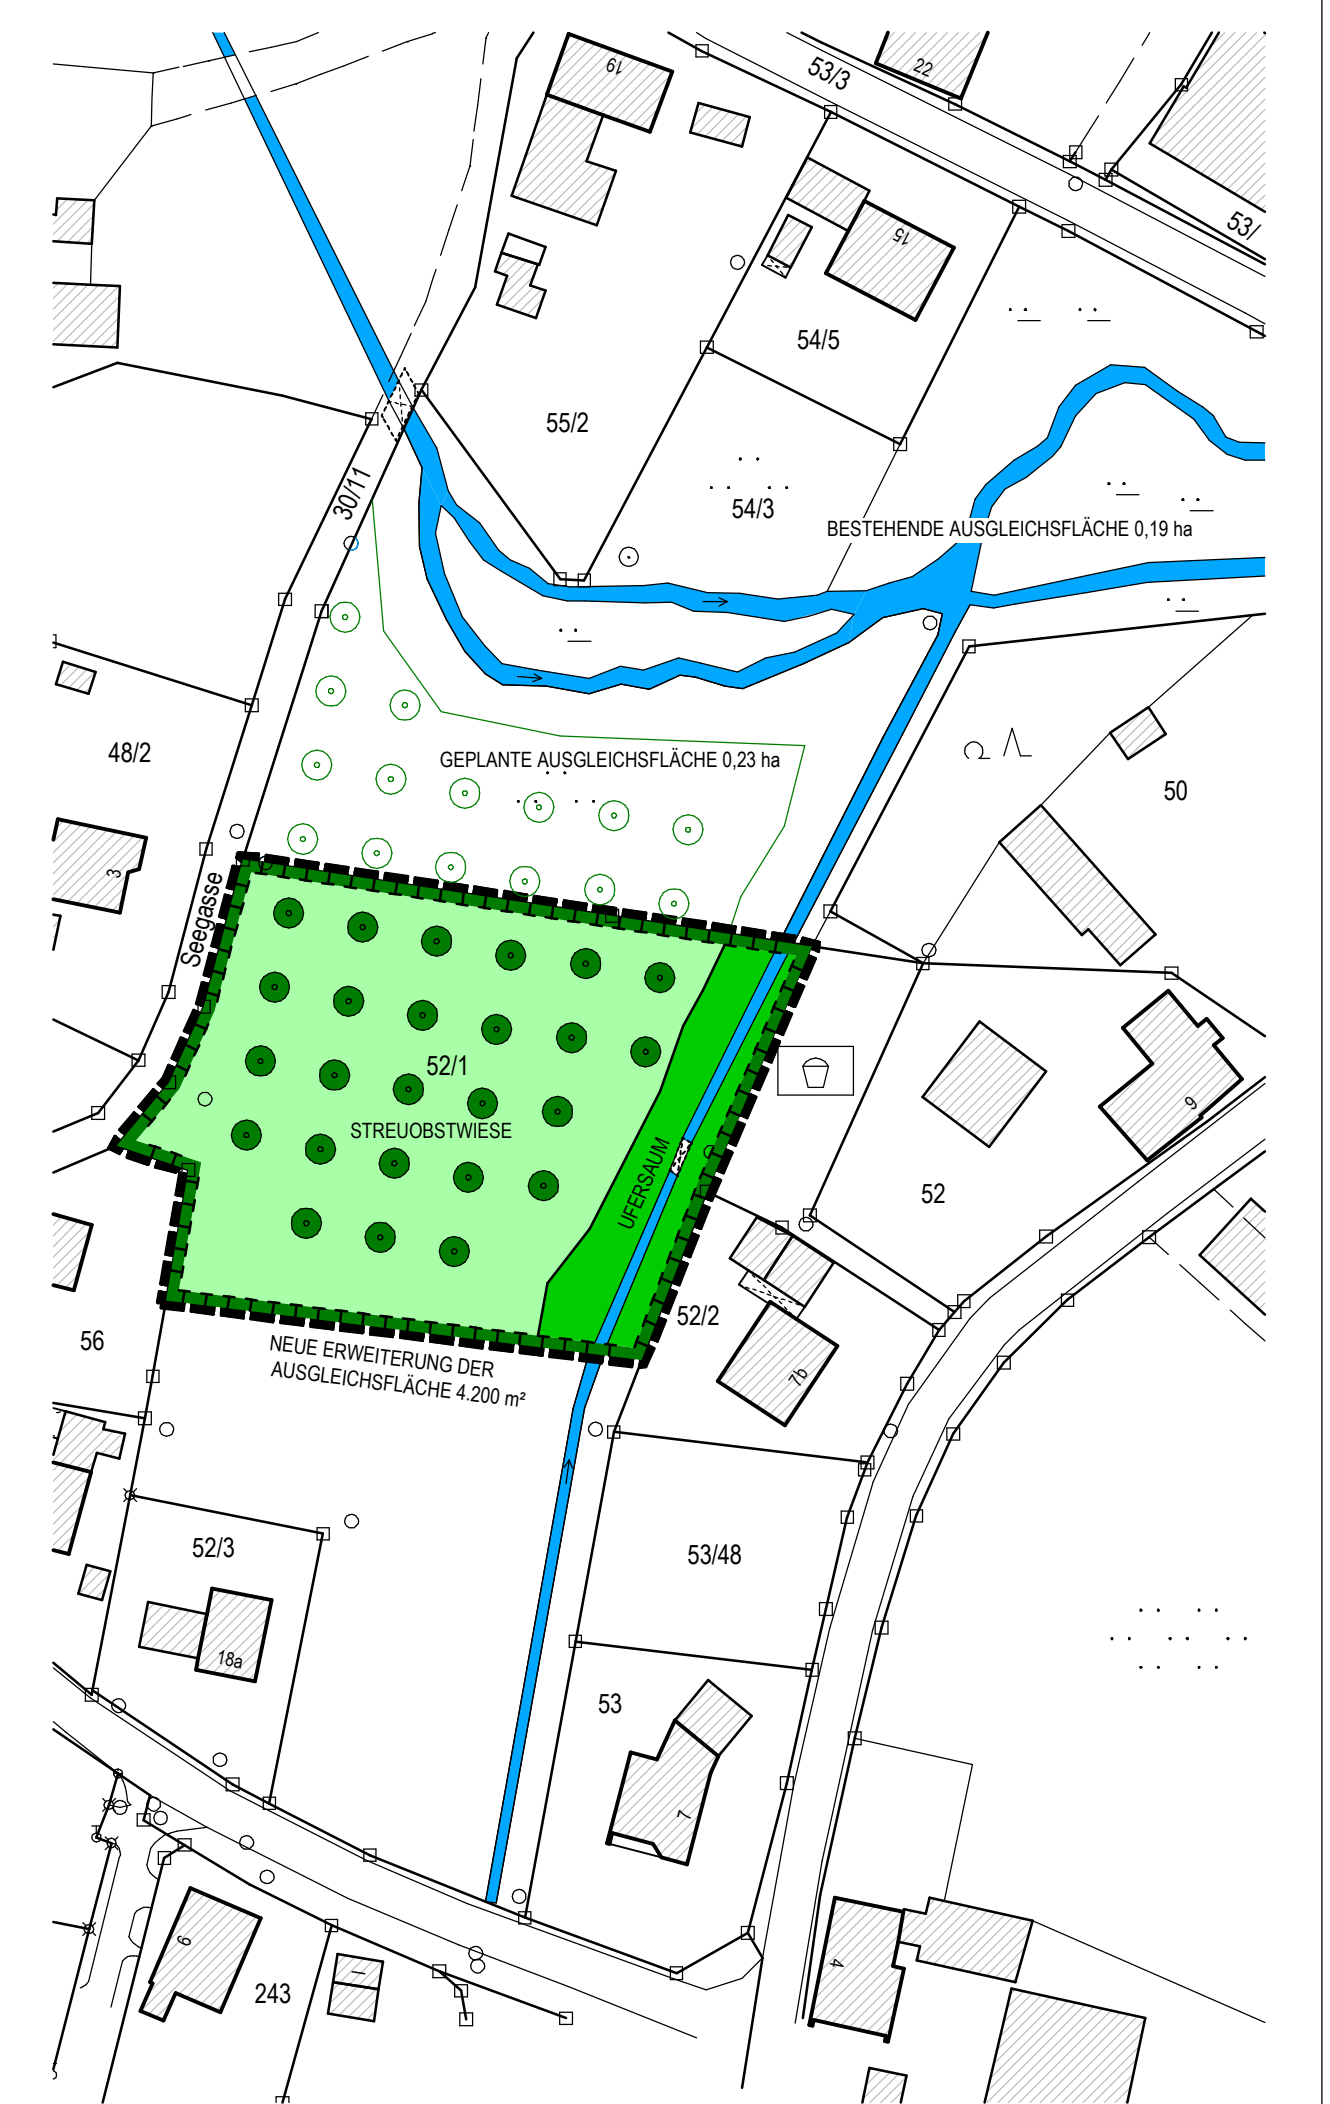 19
53/3
22
53/
15
54/5
55/2
30/11
54/3
BESTEHENDE AUSGLEICHSFLÄCHE 0,19 ha
48/2
GEPLANTE AUSGLEICHSFLÄCHE 0,23 ha
50
3
Seegasse
52/1
STREUOBSTWIESE
UFERSAUM
9
52
52/2
56
NEUE ERWEITERUNG DER
AUSGLEICHSFLÄCHE 4.200 m²
7b
52/3
53/48
18a
53
7
9
243
1
4